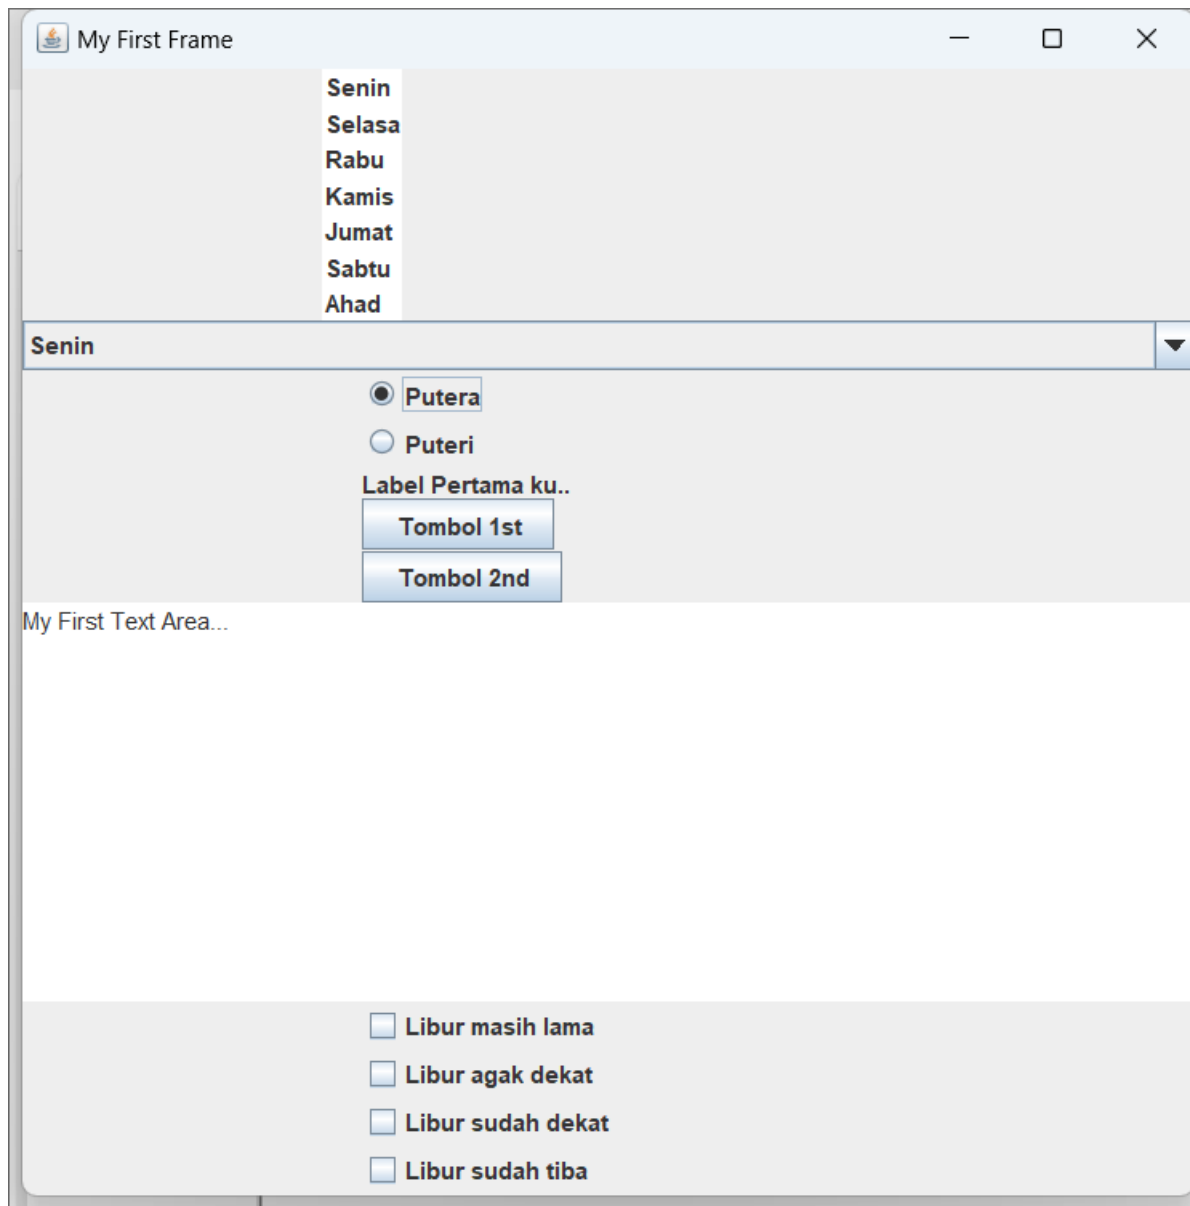 My First Frame
Senin
Selasa
Rabu
Kamis
Jumat
Sabtu
Ahad
Senin
Putera
Puteri
Label Pertama ku..
Tombol 1st
Tombol 2nd
My First Text Area...
Libur masih lama
Libur agak dekat
Libur sudah dekat
Libur sudah tiba